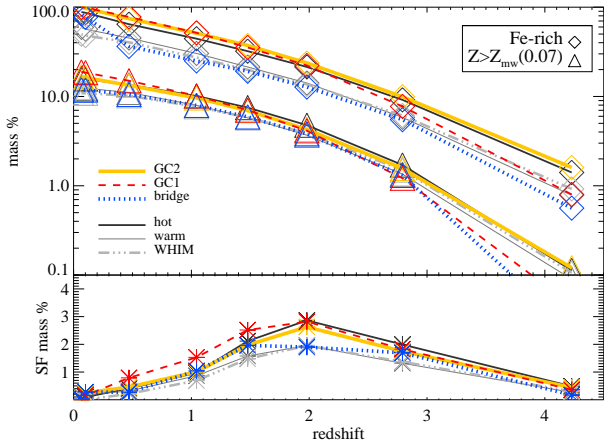 100.0
10.0
1.0
0.1
mass %
Fe-rich
Z>Z_mw(0.07)
GC2
GC1
bridge
hot
warm
WHIM
4
3
2
1
SF mass %
0 1 2 3 4
redshift